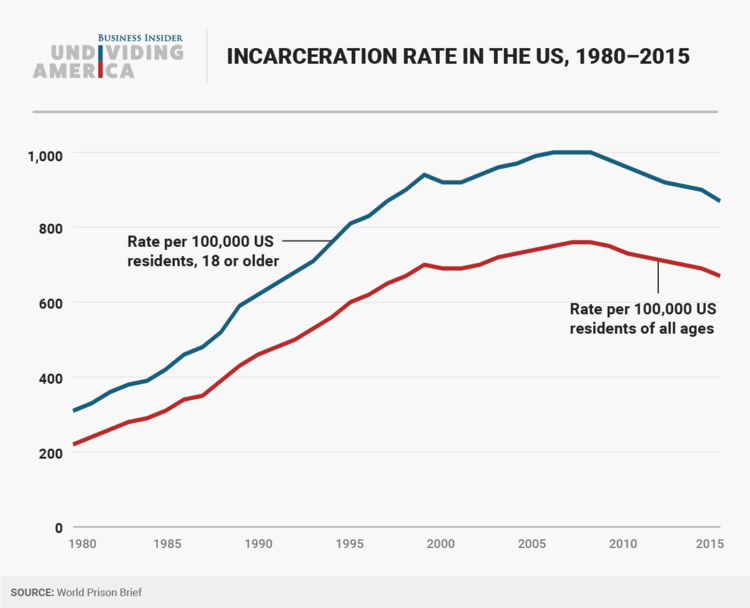 BUSINESS INSIDER
UNDIVIDING
AMERICA
INCARCERATION RATE IN THE US, 1980–2015
1,000
800
Rate per 100,000 US
residents, 18 or older
600
Rate per 100,000 US
residents of all ages
400
200
0
1980 1985 1990 1995 2000 2005 2010 2015
SOURCE: World Prison Brief